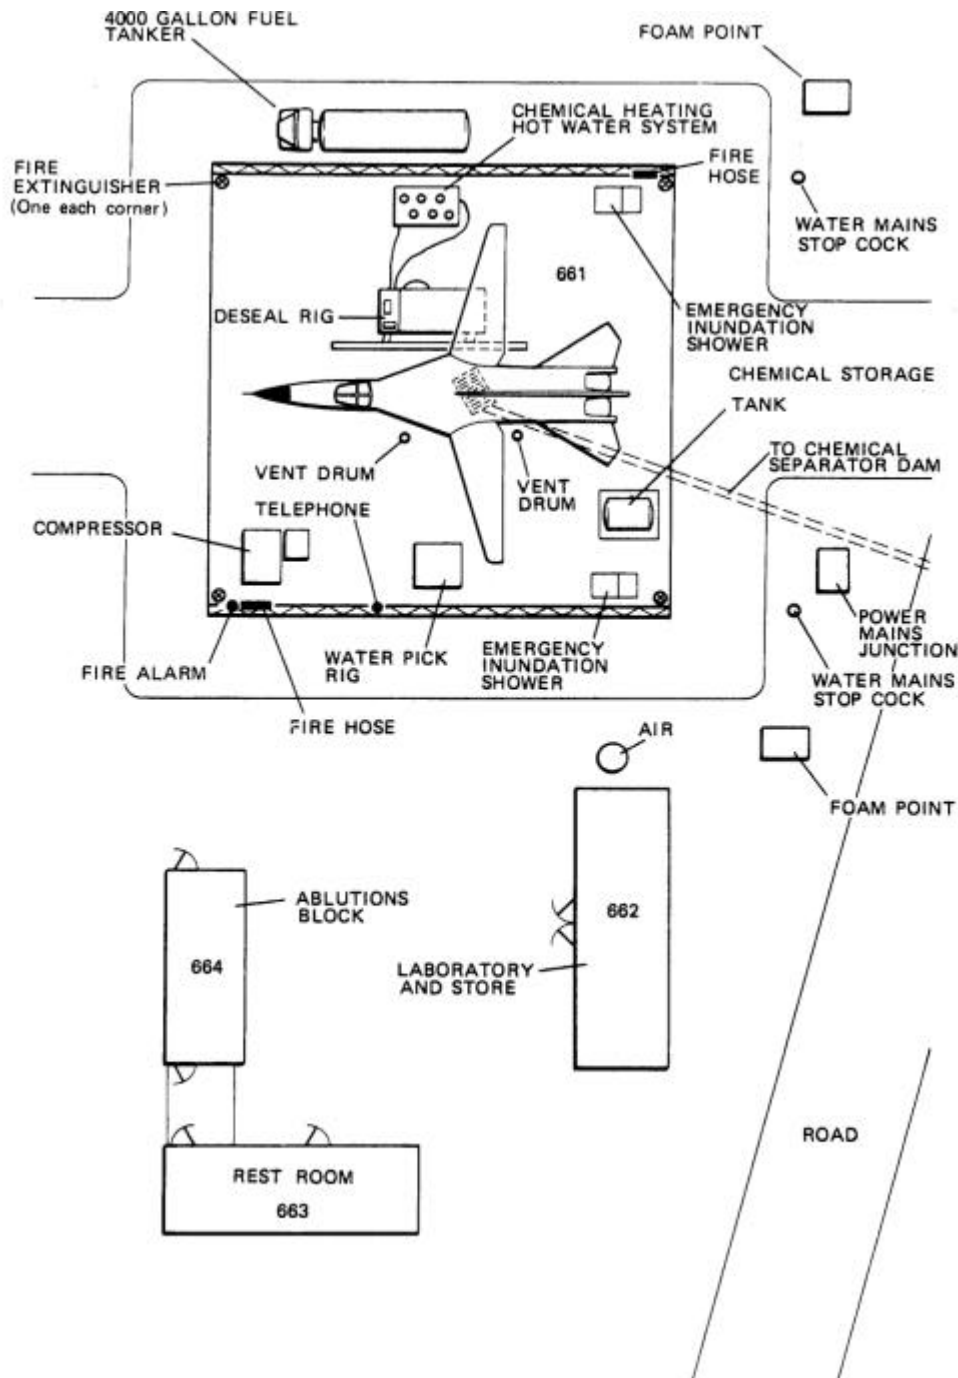 4000 GALLON FUEL
TANKER
FOAM POINT
CHEMICAL HEATING
HOT WATER SYSTEM
FIRE
EXTINGUISHER
(One each corner)
FIRE
HOSE
WATER MAINS
STOP COCK
661
DESEAL RIG
EMERGENCY
INUNDATION
SHOWER
CHEMICAL STORAGE
TANK
TO CHEMICAL
SEPARATOR DAM
VENT DRUM
VENT
DRUM
TELEPHONE
COMPRESSOR
FIRE ALARM
WATER PICK
RIG
EMERGENCY
INUNDATION
SHOWER
POWER
MAINS
JUNCTION
WATER MAINS
STOP COCK
FIRE HOSE
AIR
FOAM POINT
ABLUTIONS
BLOCK
662
664
LABORATORY
AND STORE
ROAD
REST ROOM
663